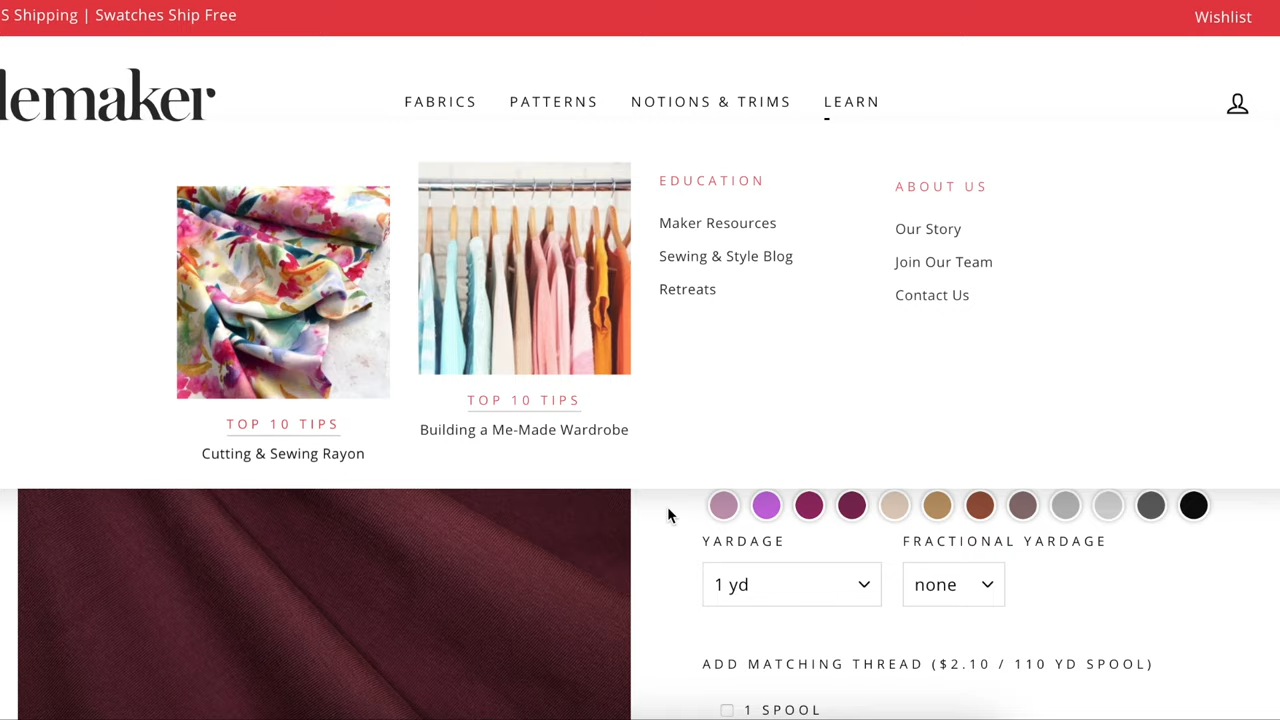 S Shipping | Swatches Ship Free
Wishlist
lemaker
FABRICS
PATTERNS
NOTIONS & TRIMS
LEARN
EDUCATION
Maker Resources
Sewing & Style Blog
Retreats
ABOUT US
Our Story
Join Our Team
Contact Us
TOP 10 TIPS
Building a Me-Made Wardrobe
TOP 10 TIPS
Cutting & Sewing Rayon
YARDAGE
1 yd
FRACTIONAL YARDAGE
none
ADD MATCHING THREAD ($2.10 / 110 YD SPOOL)
1 SPOOL